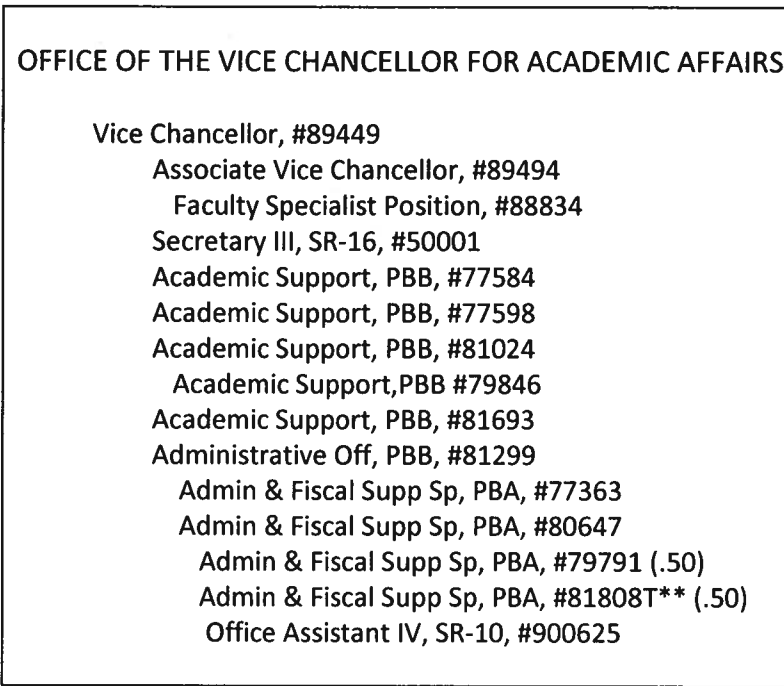 OFFICE OF THE VICE CHANCELLOR FOR ACADEMIC AFFAIRS
Vice Chancellor, #89449
Associate Vice Chancellor, #89494
Faculty Specialist Position, #88834
Secretary III, SR-16, #50001
Academic Support, PBB, #77584
Academic Support, PBB, #77598
Academic Support, PBB, #81024
Academic Support,PBB #79846
Academic Support, PBB, #81693
Administrative Off, PBB, #81299
Admin & Fiscal Supp Sp, PBA, #77363
Admin & Fiscal Supp Sp, PBA, #80647
Admin & Fiscal Supp Sp, PBA, #79791 (.50)
Admin & Fiscal Supp Sp, PBA, #81808T** (.50)
Office Assistant IV, SR-10, #900625